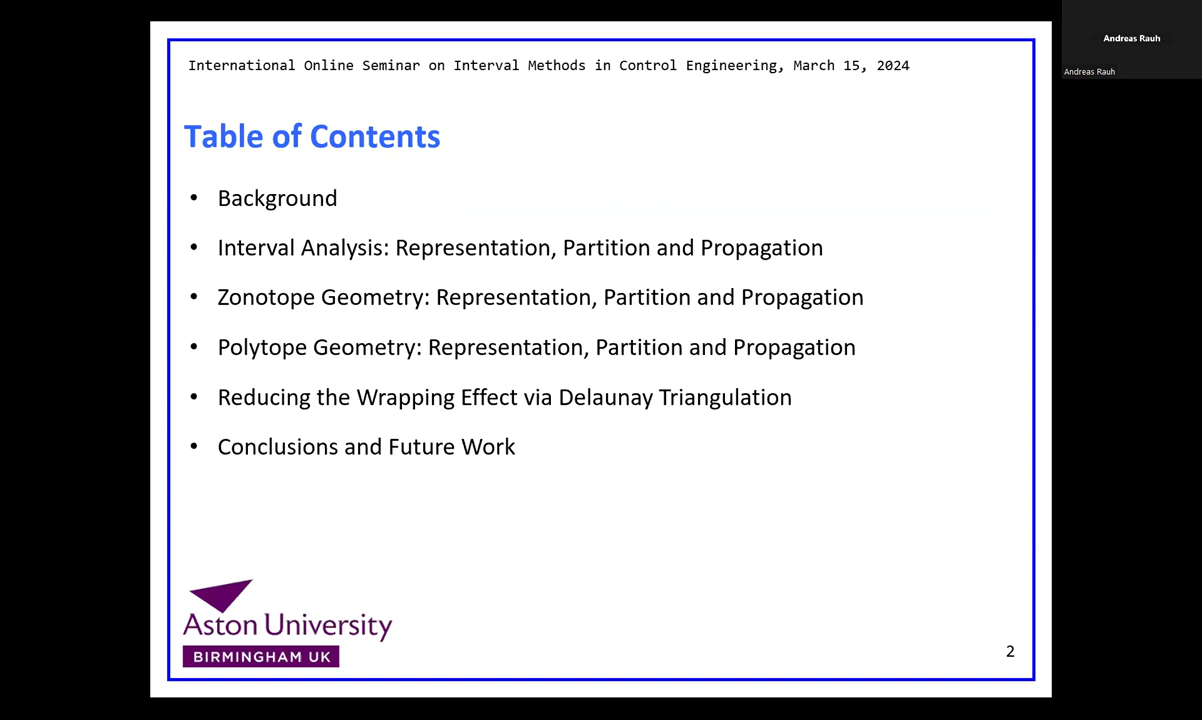 International Online Seminar on Interval Methods in Control Engineering, March 15, 2024
Andreas Rauh
Andreas Rauh
Table of Contents
• Background
• Interval Analysis: Representation, Partition and Propagation
• Zonotope Geometry: Representation, Partition and Propagation
• Polytope Geometry: Representation, Partition and Propagation
• Reducing the Wrapping Effect via Delaunay Triangulation
• Conclusions and Future Work
Aston University
BIRMINGHAM UK
2